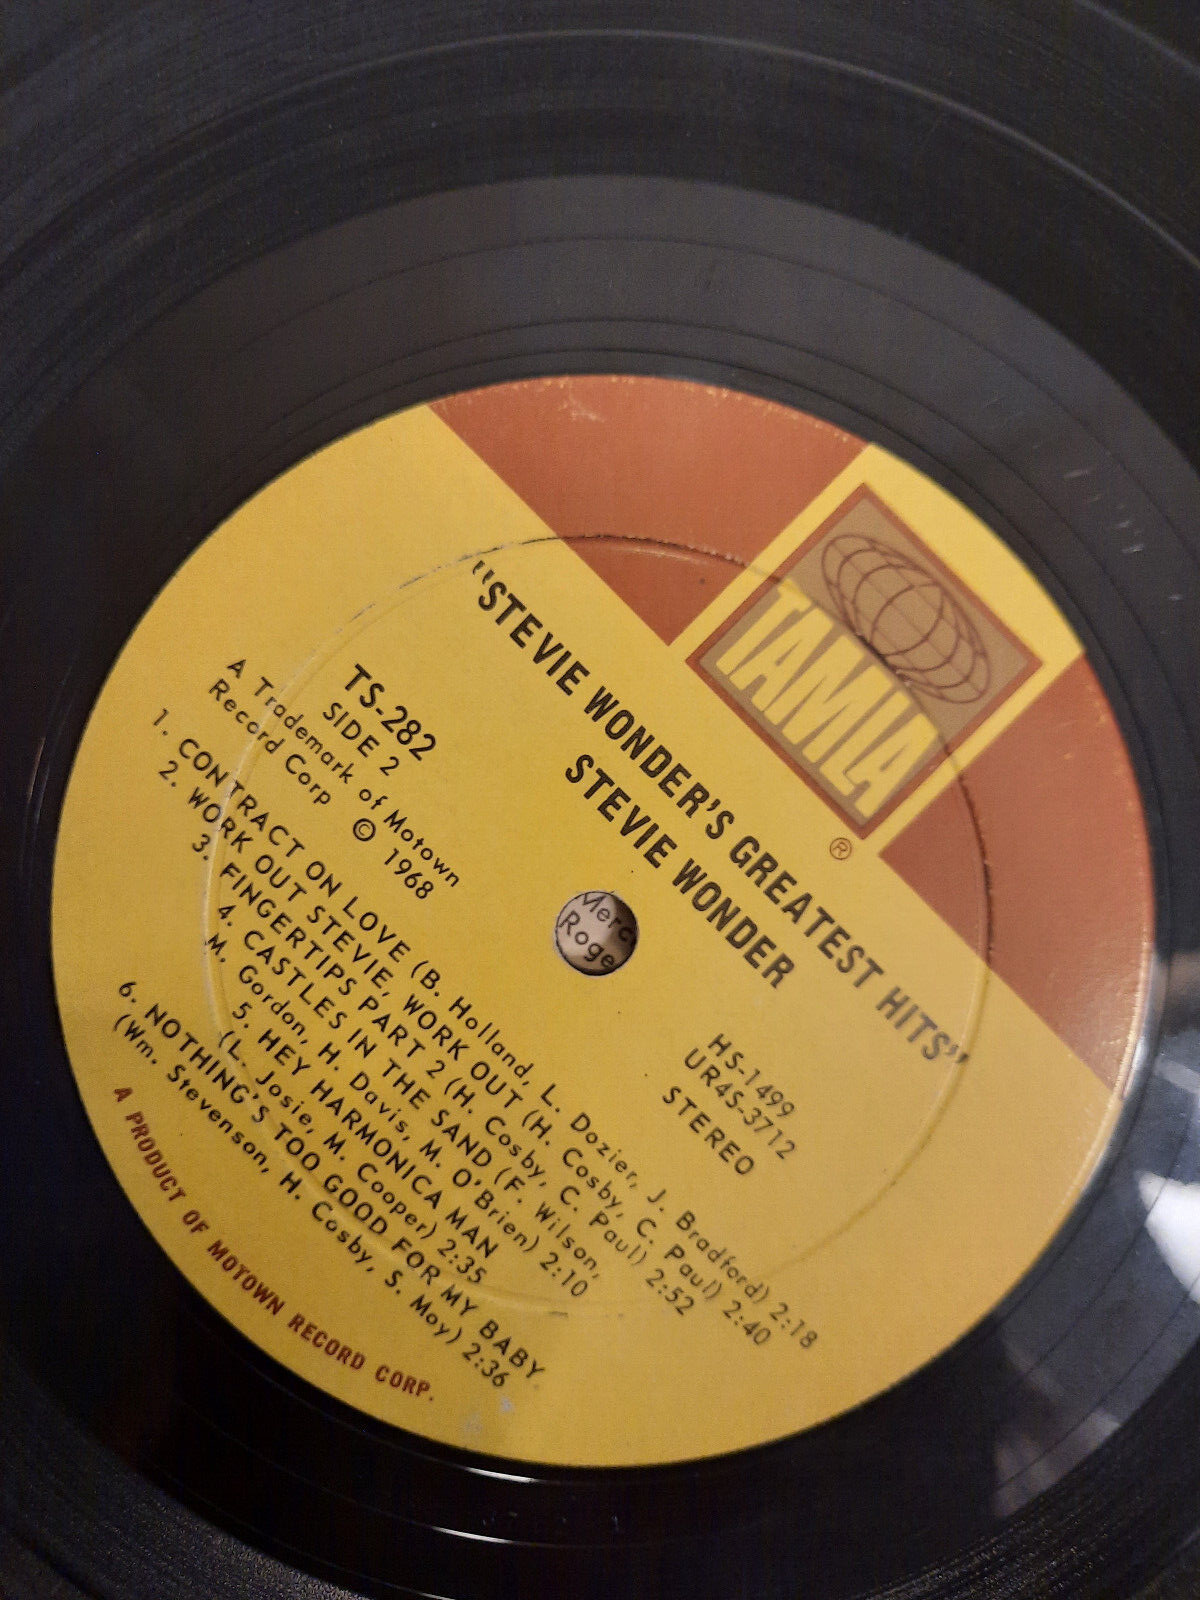 TAMLA
®
"STEVIE WONDER'S GREATEST HITS"
STEVIE WONDER
TS-282
SIDE 2
A Trademark of Motown
Record Corp © 1968
HS-1499
UR4S-3712
STEREO
1. CONTRACT ON LOVE (B. Holland, L. Dozier, J. Bradford) 2:18
2. WORK OUT STEVIE, WORK OUT (H. Cosby, C. Paul) 2:40
3. FINGERTIPS PART 2 (H. Cosby, C. Paul) 2:52
4. CASTLES IN THE SAND (F. Wilson,
M. Gordon, H. Davis, M. O'Brien) 2:10
5. HEY HARMONICA MAN
(L. Josie, M. Cooper) 2:35
6. NOTHING'S TOO GOOD FOR MY BABY
(Wm. Stevenson, H. Cosby, S. Moy) 2:36
A PRODUCT OF MOTOWN RECORD CORP.